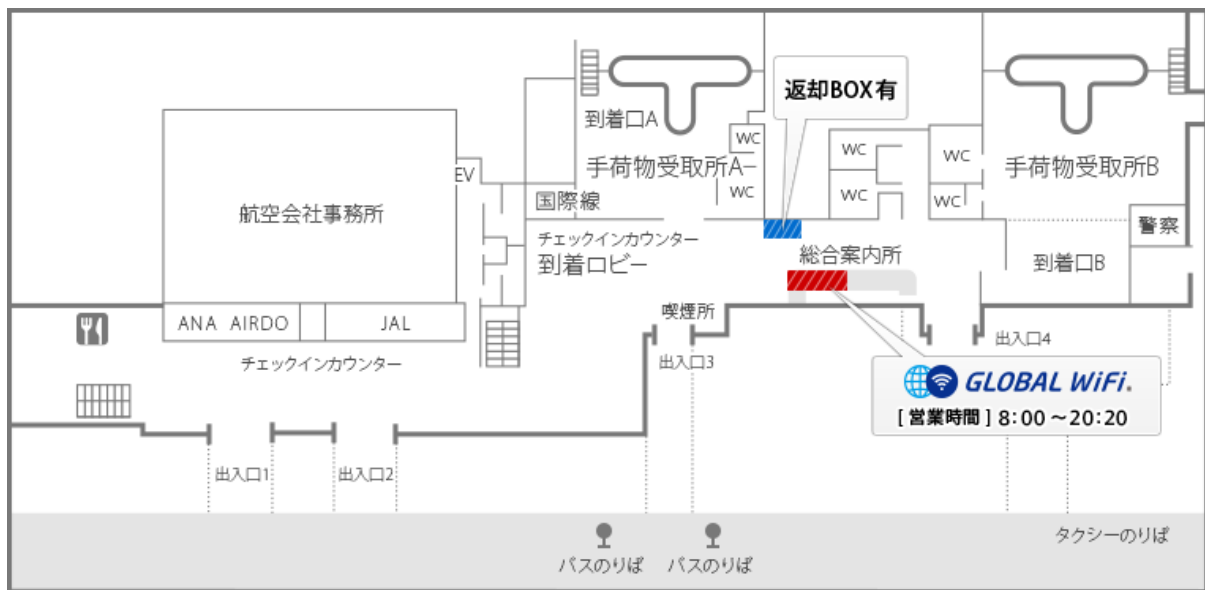 返却BOX有
到着口A
WC
WC
WC
手荷物受取所A
手荷物受取所B
EV
WC
WC
WC
国際線
航空会社事務所
警察
チェックインカウンター
到着ロビー
総合案内所
到着口B
喫煙所
ANA AIRDO
JAL
出入口4
チェックインカウンター
出入口3
GLOBAL WiFi.
[営業時間] 8:00~20:20
出入口1
出入口2
タクシーのりば
バスのりば
バスのりば